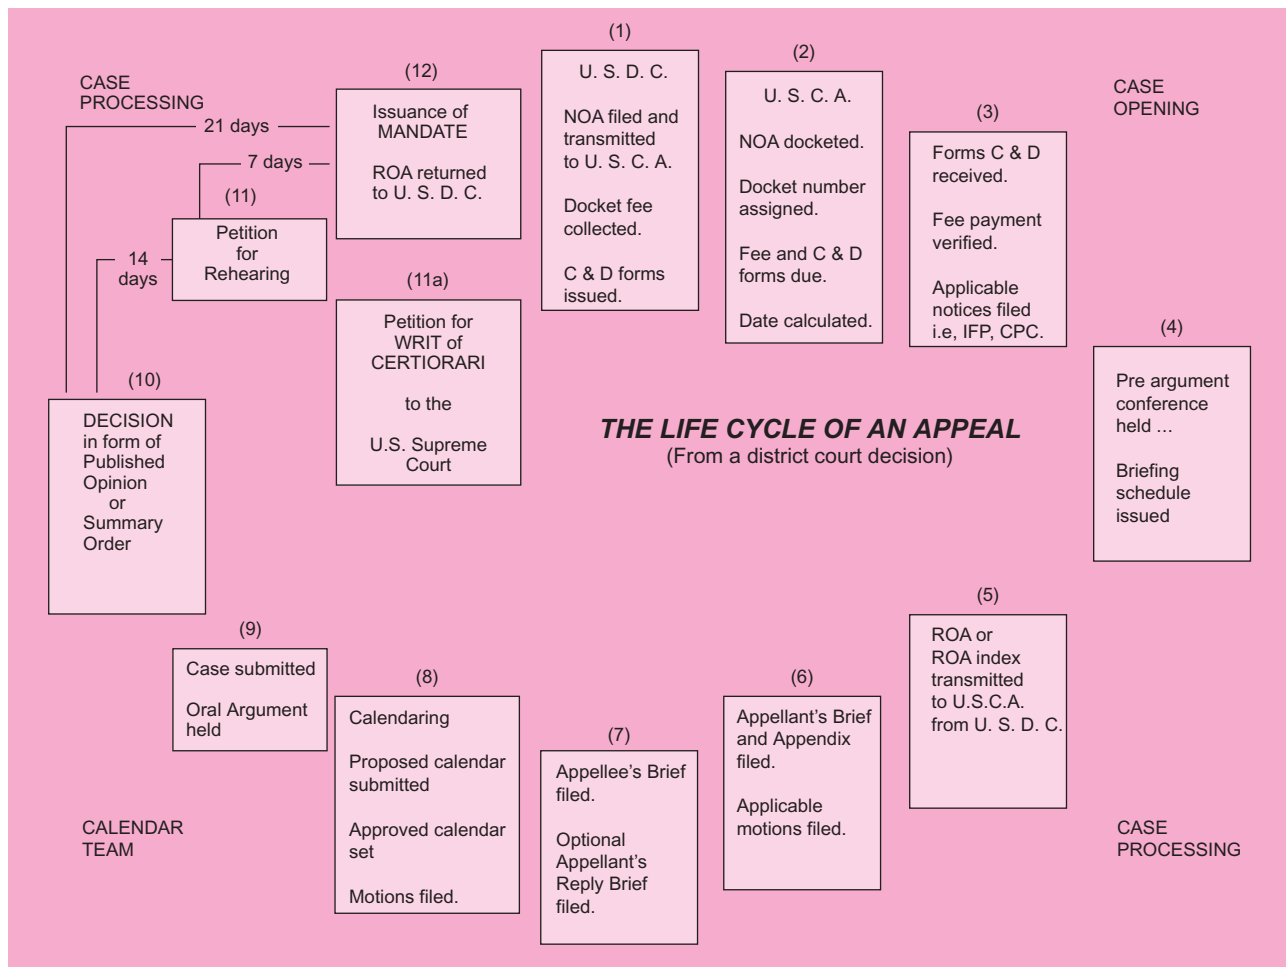 CASE
PROCESSING
21 days
7 days
14
days
(12)
Issuance of
MANDATE
ROA returned
to U. S. D. C.
(11)
Petition
for
Rehearing
(11a)
Petition for
WRIT of
CERTIORARI
to the
U.S. Supreme
Court
(1)
U. S. D. C.
NOA filed and
transmitted
to U. S. C. A.
Docket fee
collected.
C & D forms
issued.
(2)
U. S. C. A.
NOA docketed.
Docket number
assigned.
Fee and C & D
forms due.
Date calculated.
(3)
Forms C & D
received.
Fee payment
verified.
Applicable
notices filed
i.e, IFP, CPC.
CASE
OPENING
(4)
Pre argument
conference
held ...
Briefing
schedule
issued
THE LIFE CYCLE OF AN APPEAL
(From a district court decision)
(10)
DECISION
in form of
Published
Opinion
or
Summary
Order
(9)
Case submitted
Oral Argument
held
(8)
Calendaring
Proposed calendar
submitted
Approved calendar
set
Motions filed.
(7)
Appellee's Brief
filed.
Optional
Appellant's
Reply Brief
filed.
(6)
Appellant's Brief
and Appendix
filed.
Applicable
motions filed.
(5)
ROA or
ROA index
transmitted
to U.S.C.A.
from U. S. D. C.
CALENDAR
TEAM
CASE
PROCESSING